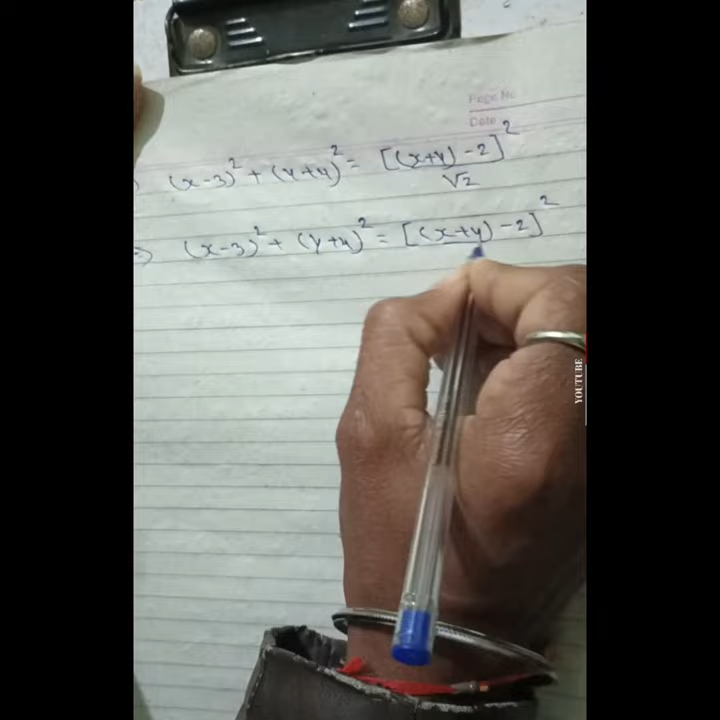 Page No
Date
(x-3)² + (y+4)² = [(x+y)-2]² / √2
⇒) (x-3)² + (y+4)² = [(x+y)-2]²
YOUTUBE